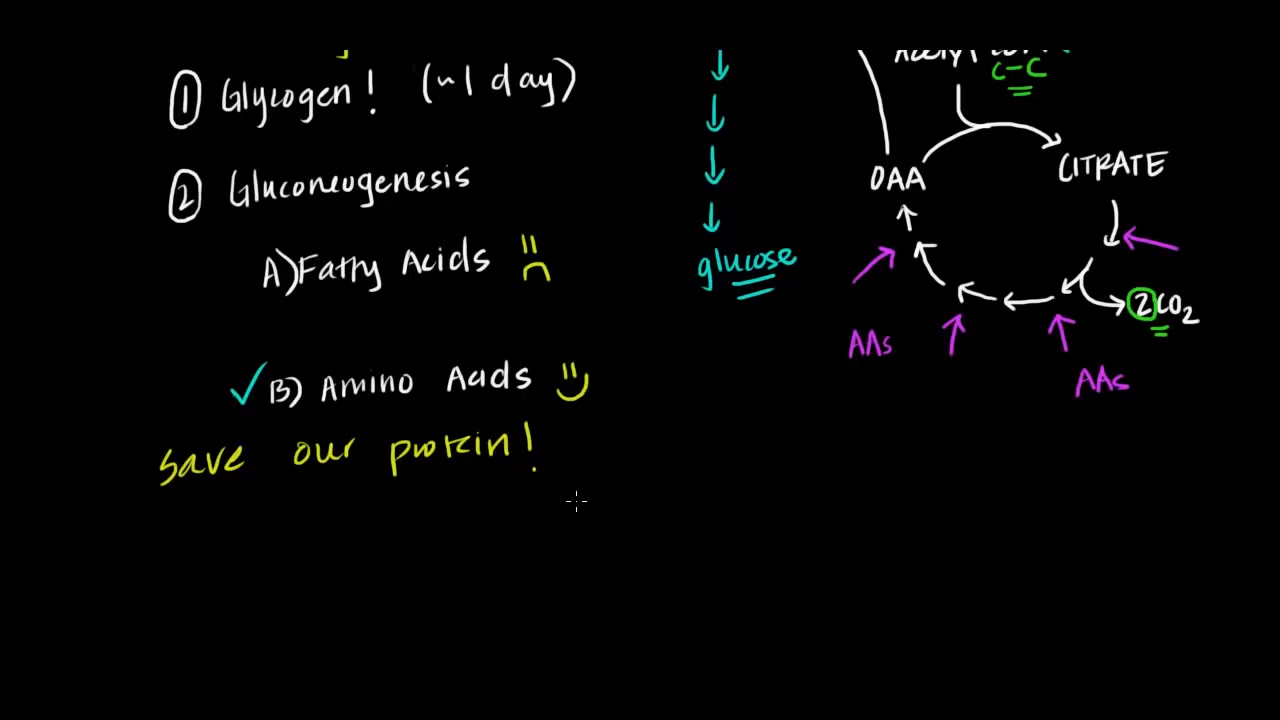 ① Glycogen! (~1 day)
② Gluconeogenesis
A) Fatty Acids
B) Amino Acids
save our protein!
glucose
C-C
OAA
CITRATE
2CO2
AAs
AAs